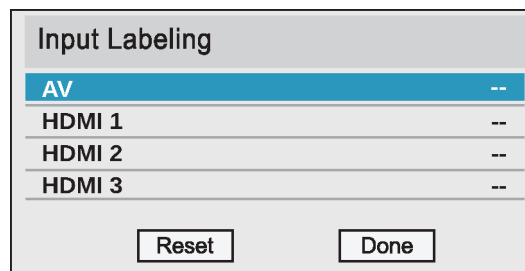 Input Labeling
AV --
HDMI 1 --
HDMI 2 --
HDMI 3 --
Reset Done